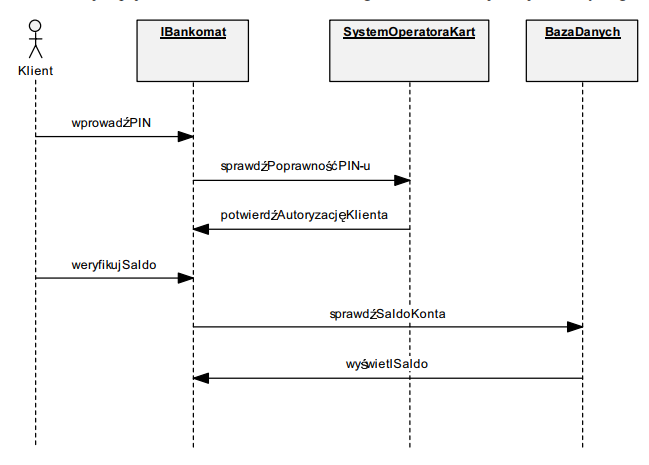 IBankomat SystemOperatoraKart BazaDanych
Klient
wprowadźPIN
sprawdźPoprawnośćPIN-u
potwierdźAutoryzacjęKlienta
weryfikujSaldo
sprawdźSaldoKonta
wyświetlSaldo